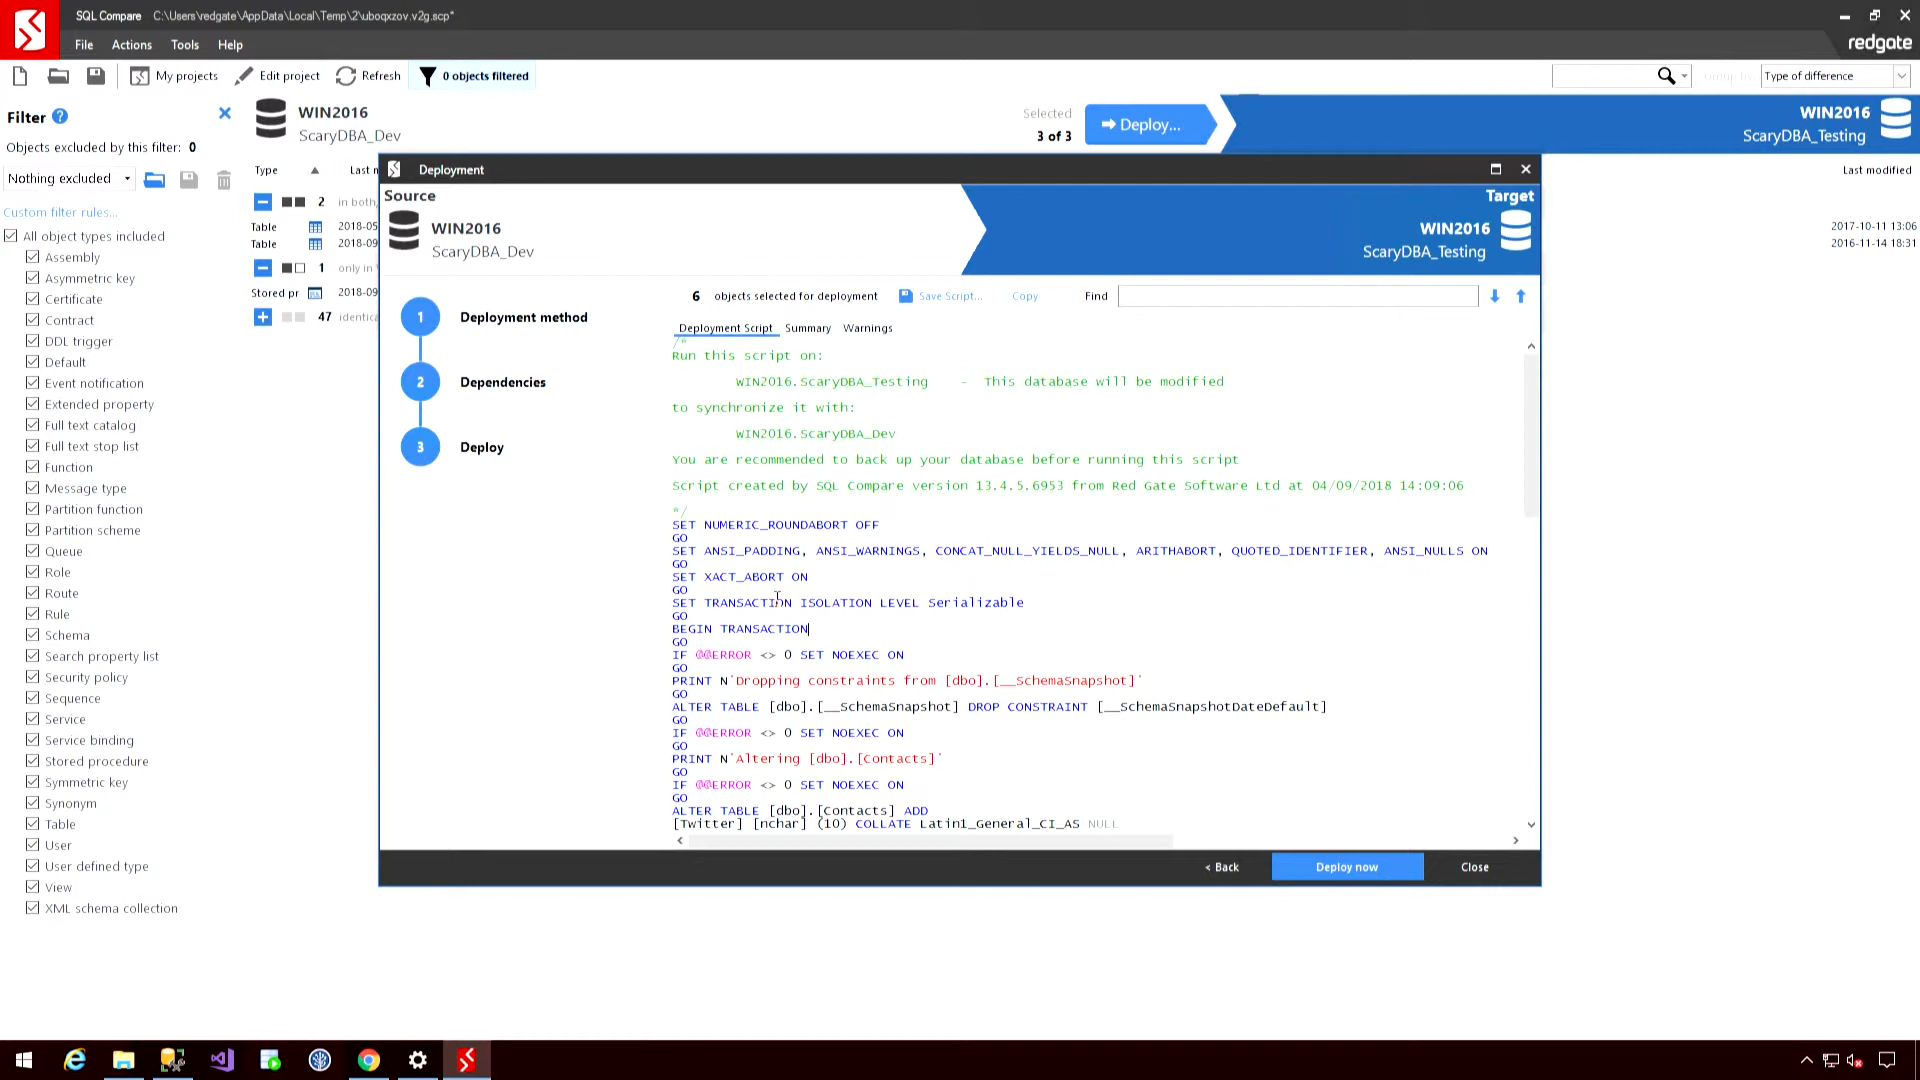 SQL Compare C:\Users\redgate\AppData\Local\Temp\2\uboqxzov.v2g.scp*
File Actions Tools Help
redgate
My projects Edit project Refresh 0 objects filtered
Type of difference
Filter ?
Objects excluded by this filter: 0
Nothing excluded
Custom filter rules...
All object types included
Assembly
Asymmetric key
Certificate
Contract
DDL trigger
Default
Event notification
Extended property
Full text catalog
Full text stop list
Function
Message type
Partition function
Partition scheme
Queue
Role
Route
Rule
Schema
Search property list
Security policy
Sequence
Service
Service binding
Stored procedure
Symmetric key
Synonym
Table
User
User defined type
View
XML schema collection
WIN2016
ScaryDBA_Dev
Selected
3 of 3
Deploy...
WIN2016
ScaryDBA_Testing
Type Last m
Last modified
2 in both,
Table 2018-05
2017-10-11 13:06
Table 2018-09
2016-11-14 18:31
1 only in
Stored pr 2018-09
47 identica
Deployment
Source
WIN2016
ScaryDBA_Dev
Target
WIN2016
ScaryDBA_Testing
1 Deployment method
2 Dependencies
3 Deploy
6 objects selected for deployment Save Script... Copy Find
Deployment Script Summary Warnings
/*
Run this script on:
WIN2016.ScaryDBA_Testing - This database will be modified
to synchronize it with:
WIN2016.ScaryDBA_Dev
You are recommended to back up your database before running this script
Script created by SQL Compare version 13.4.5.6953 from Red Gate Software Ltd at 04/09/2018 14:09:06
*/
SET NUMERIC_ROUNDABORT OFF
GO
SET ANSI_PADDING, ANSI_WARNINGS, CONCAT_NULL_YIELDS_NULL, ARITHABORT, QUOTED_IDENTIFIER, ANSI_NULLS ON
GO
SET XACT_ABORT ON
GO
SET TRANSACTION ISOLATION LEVEL Serializable
GO
BEGIN TRANSACTION
GO
IF @@ERROR <> 0 SET NOEXEC ON
GO
PRINT N'Dropping constraints from [dbo].[__SchemaSnapshot]'
GO
ALTER TABLE [dbo].[__SchemaSnapshot] DROP CONSTRAINT [__SchemaSnapshotDateDefault]
GO
IF @@ERROR <> 0 SET NOEXEC ON
GO
PRINT N'Altering [dbo].[Contacts]'
GO
IF @@ERROR <> 0 SET NOEXEC ON
GO
ALTER TABLE [dbo].[Contacts] ADD
[Twitter] [nchar] (10) COLLATE Latin1_General_CI_AS NULL
< Back Deploy now Close